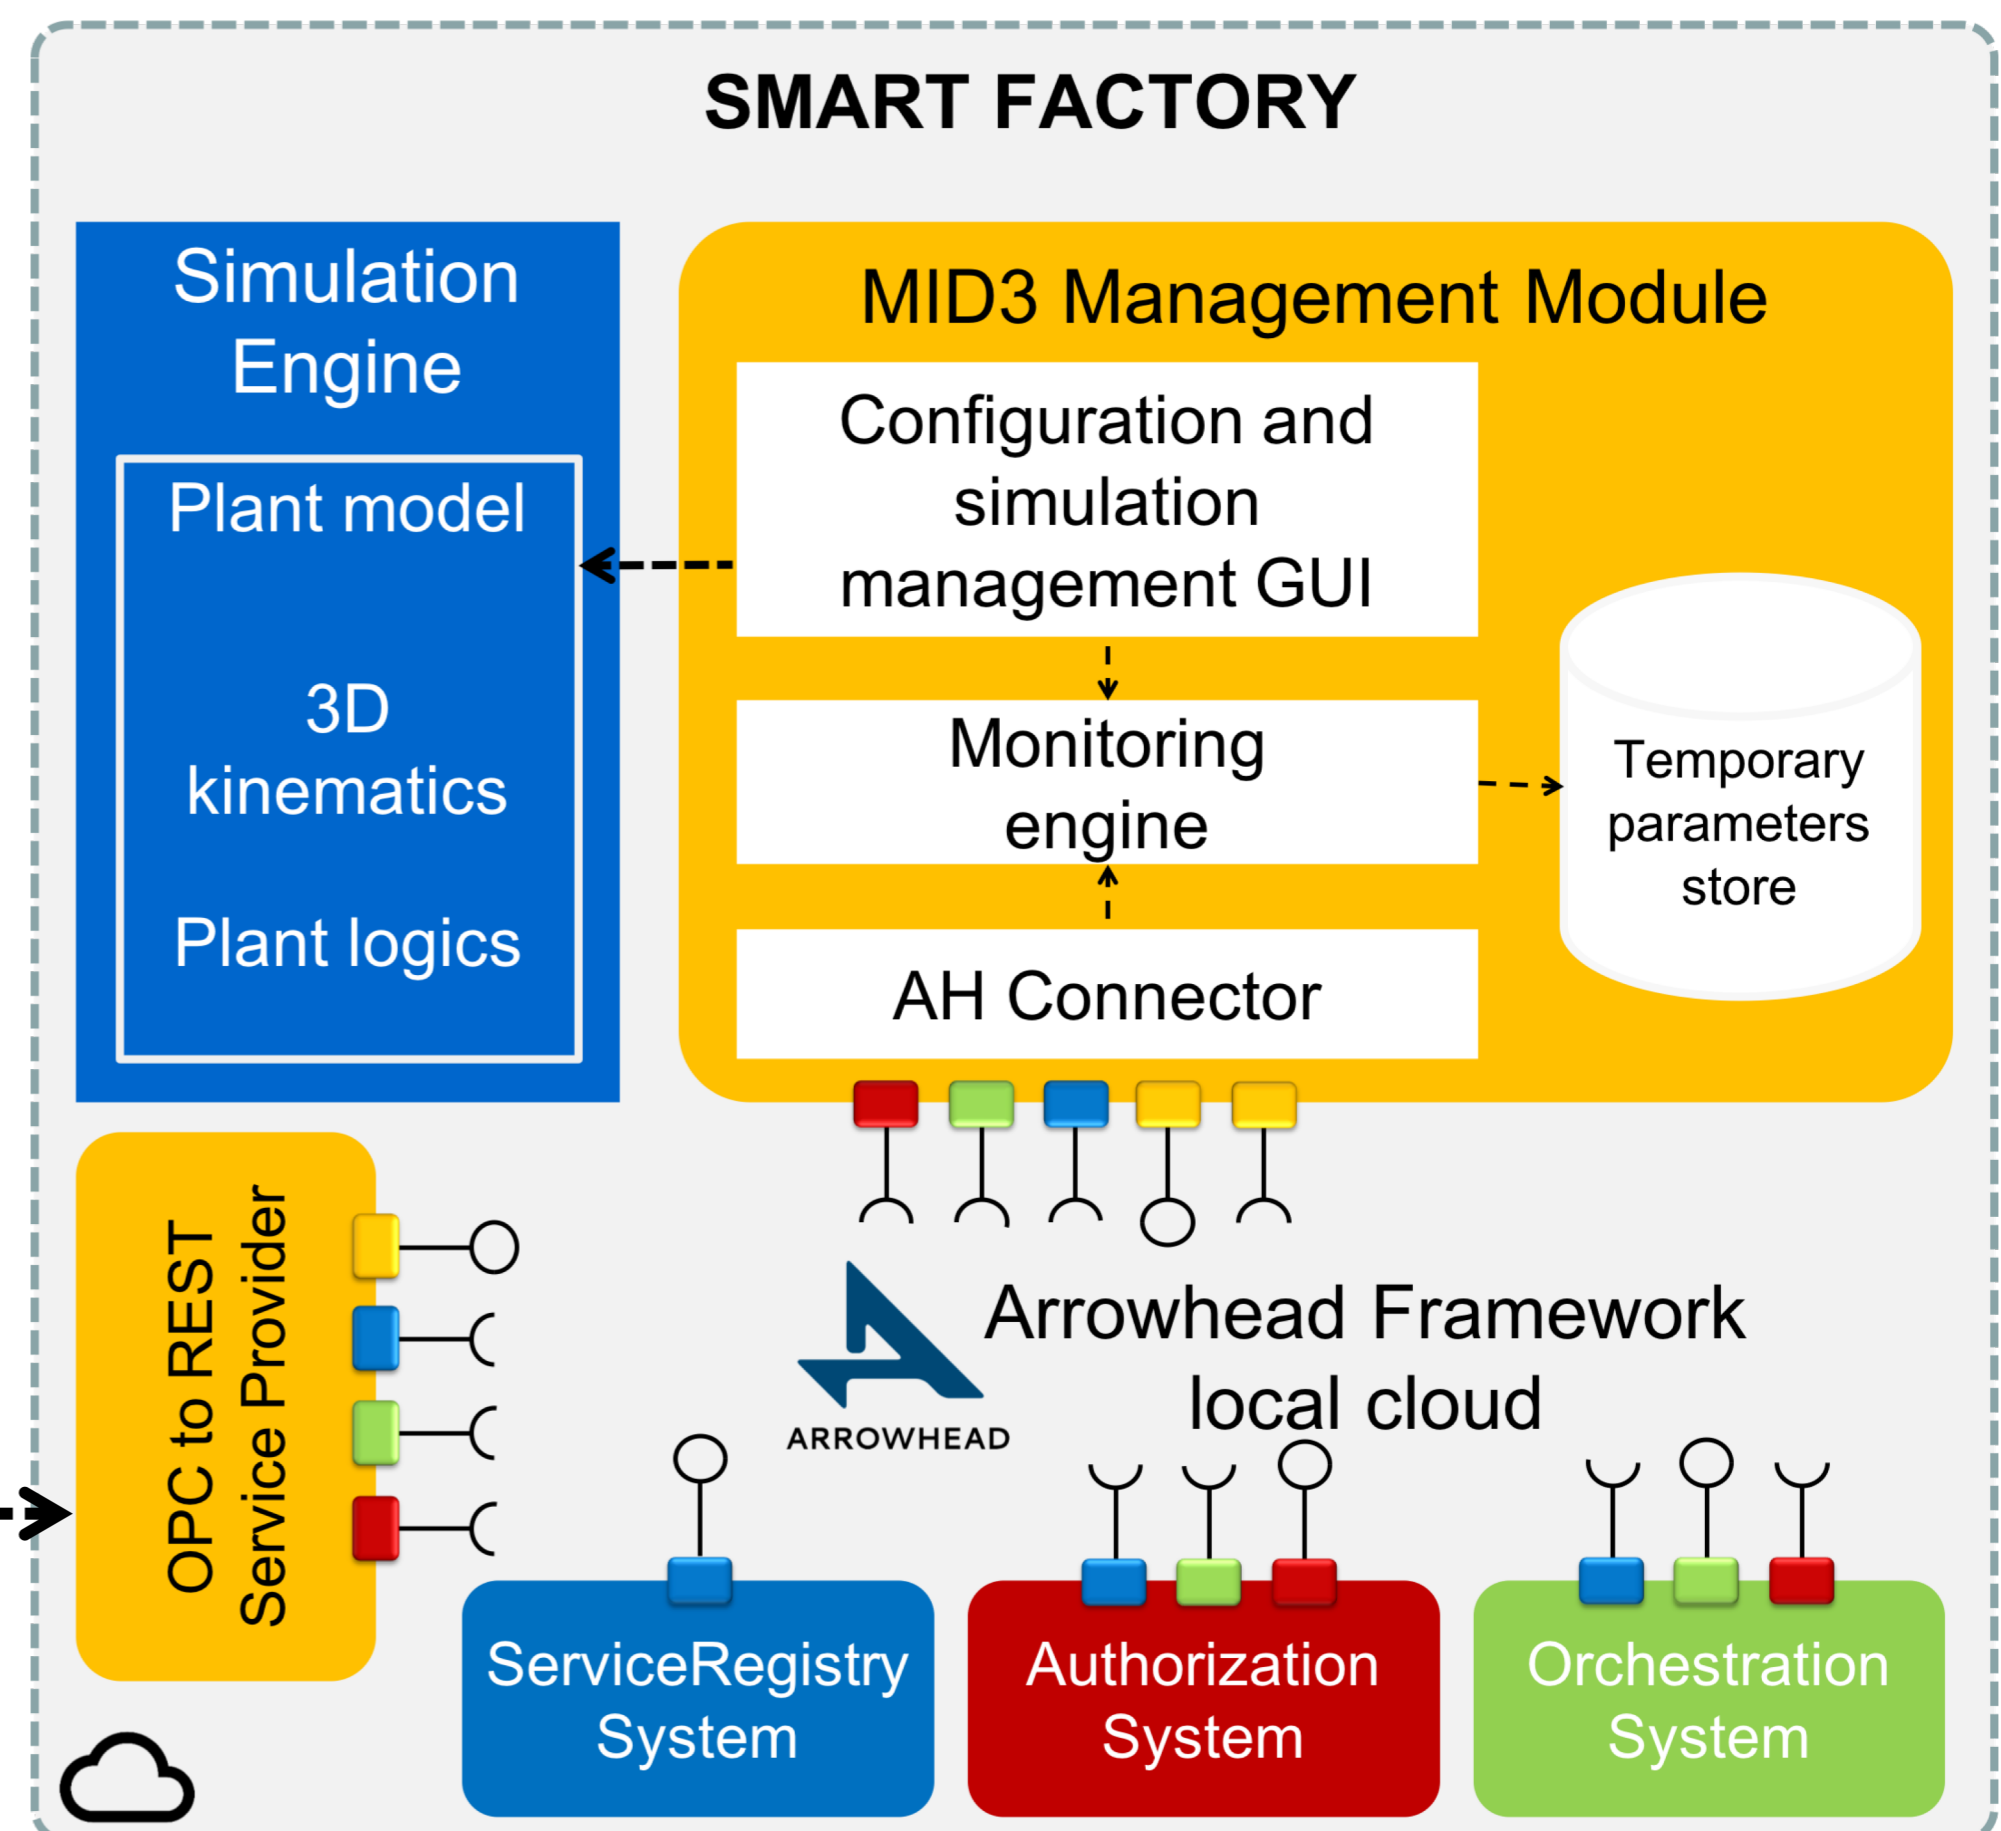 SMART FACTORY
Simulation
Engine
Plant model
3D
kinematics
Plant logics
MID3 Management Module
Configuration and
simulation
management GUI
Monitoring
engine
AH Connector
Temporary
parameters
store
OPC to REST
Service Provider
ARROWHEAD
Arrowhead Framework
local cloud
ServiceRegistry
System
Authorization
System
Orchestration
System